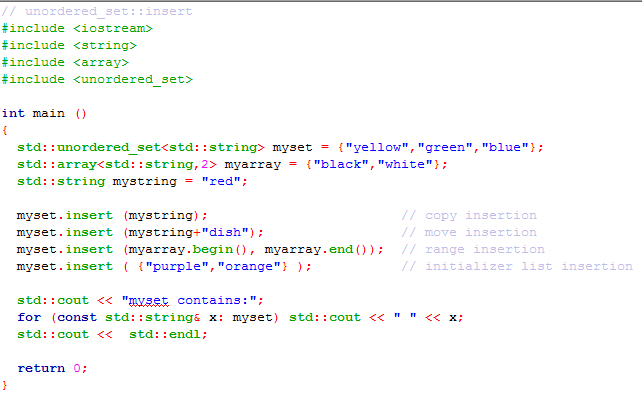 // unordered_set::insert
#include <iostream>
#include <string>
#include <array>
#include <unordered_set>
int main ()
{
std::unordered_set<std::string> myset = {"yellow","green","blue"};
std::array<std::string,2> myarray = {"black","white"};
std::string mystring = "red";
myset.insert (mystring); // copy insertion
myset.insert (mystring+"dish"); // move insertion
myset.insert (myarray.begin(), myarray.end()); // range insertion
myset.insert ( {"purple","orange"} ); // initializer list insertion
std::cout << "myset contains:";
for (const std::string& x: myset) std::cout << " " << x;
std::cout <<  std::endl;
return 0;
}